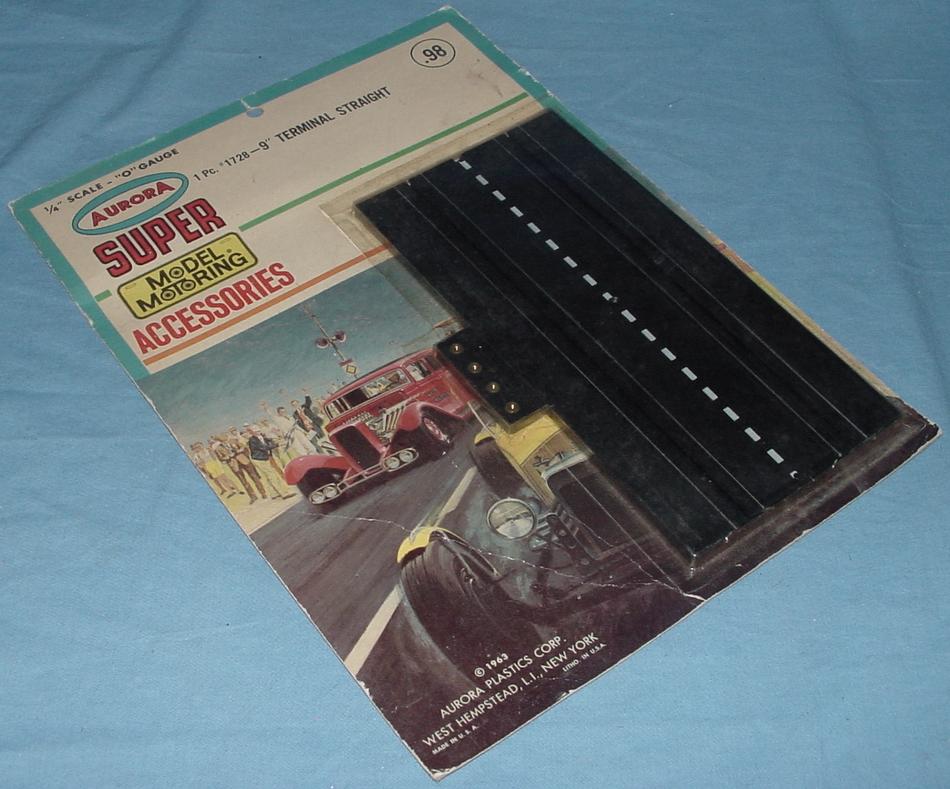 .98
1/4" SCALE - "O" GAUGE
1 Pc. #1728—9" TERMINAL STRAIGHT
AURORA
SUPER
MODEL
MOTORING®
ACCESSORIES
© 1963
AURORA PLASTICS CORP.
WEST HEMPSTEAD, L.I., NEW YORK
MADE IN U.S.A.
LITHO. IN U.S.A.